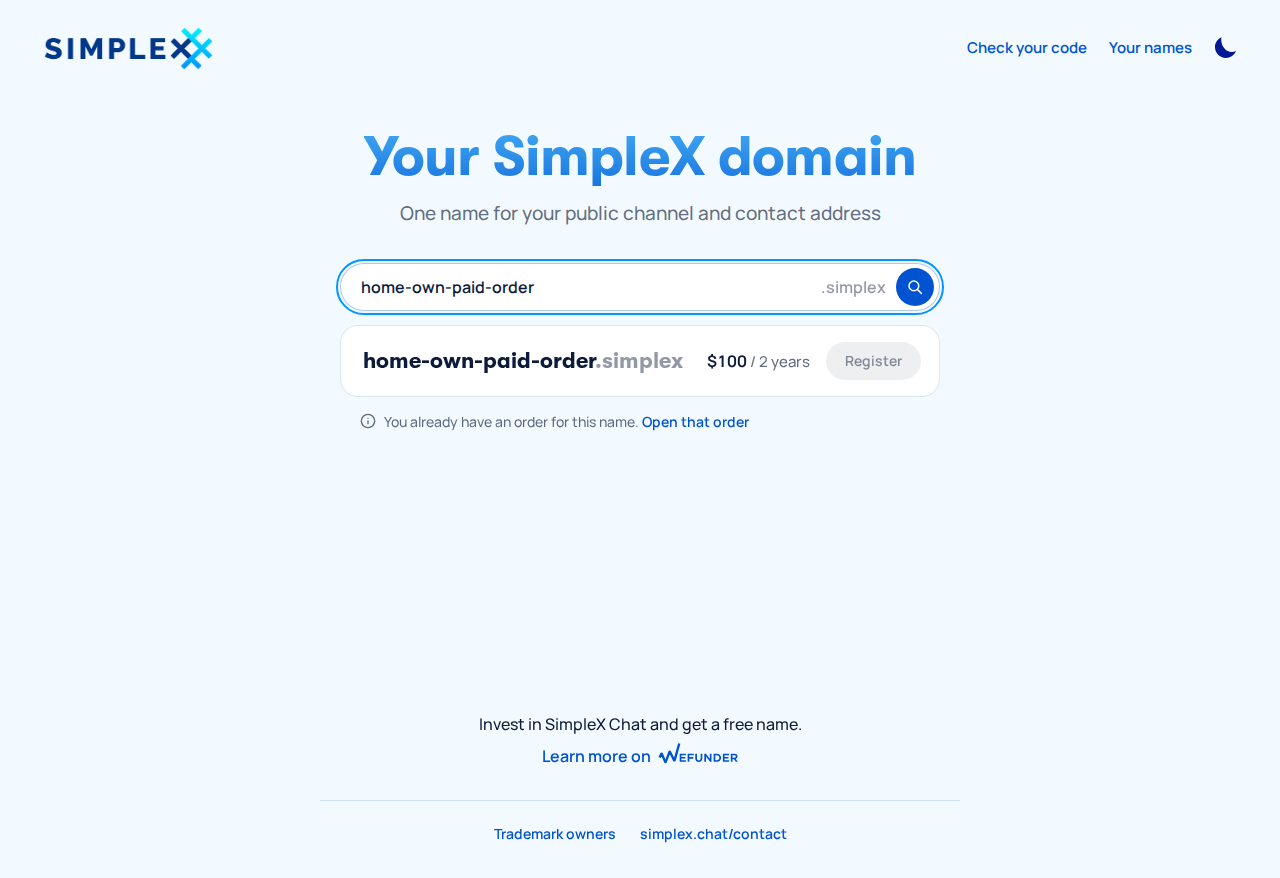 SIMPLEX
Check your code
Your names
Your SimpleX domain
One name for your public channel and contact address
home-own-paid-order .simplex
home-own-paid-order.simplex $100 / 2 years Register
You already have an order for this name. Open that order
Invest in SimpleX Chat and get a free name.
Learn more on WEFUNDER
Trademark owners simplex.chat/contact